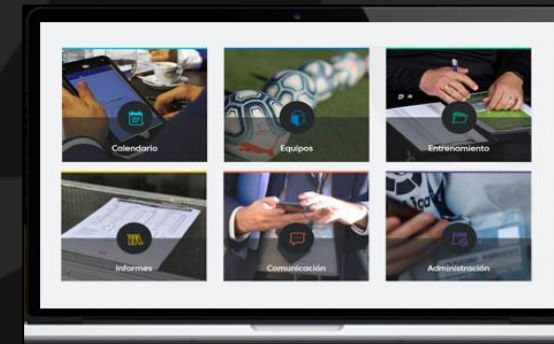 Calendario
Equipos
Entrenamiento
Informes
Comunicación
Administración